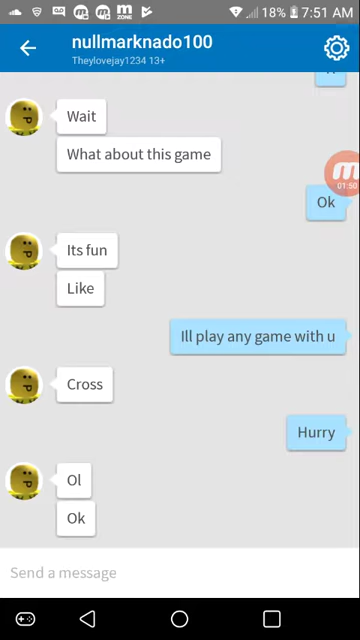 18% 7:51 AM
nullmarknado100
Theylovejay1234 13+
Wait
What about this game
01:50
Ok
Its fun
Like
Ill play any game with u
Cross
Hurry
Ol
Ok
Send a message